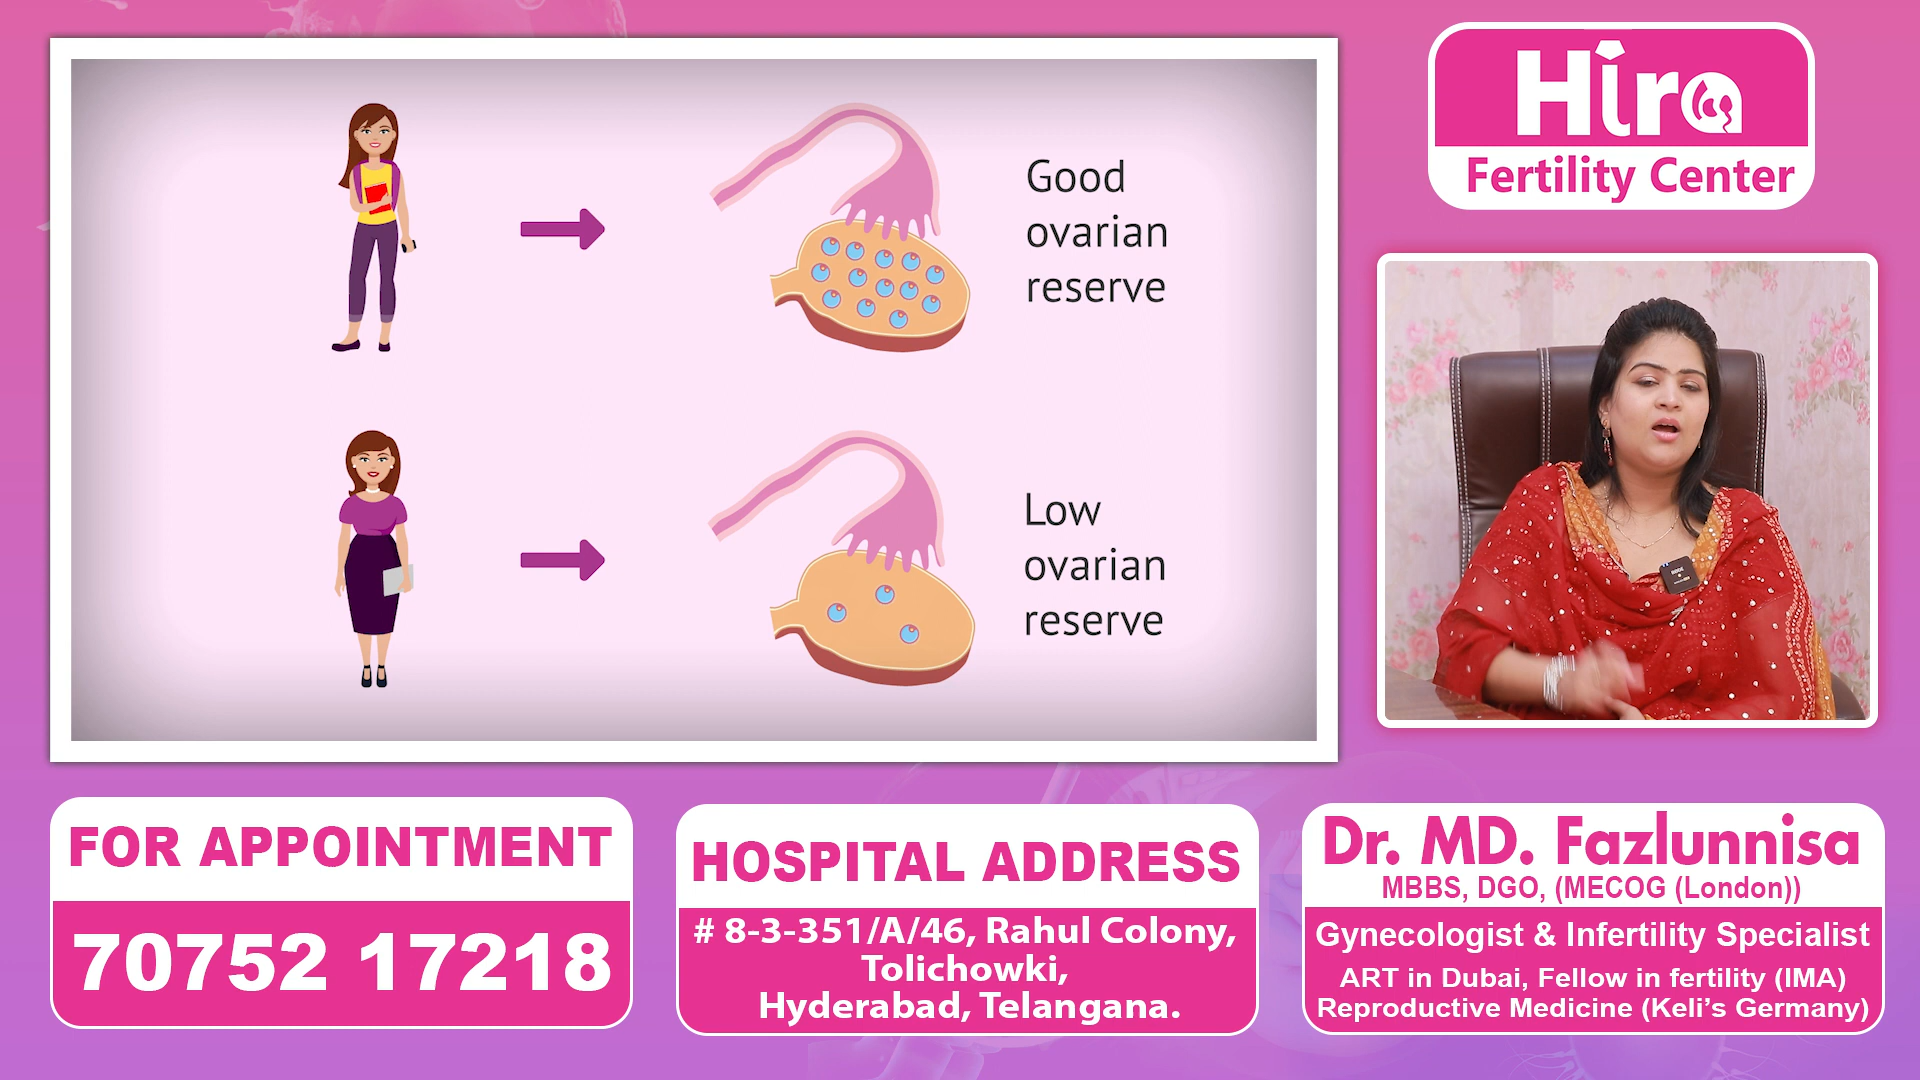 Good
ovarian
reserve
Low
ovarian
reserve
Hira
Fertility Center
FOR APPOINTMENT
70752 17218
HOSPITAL ADDRESS
# 8-3-351/A/46, Rahul Colony,
Tolichowki,
Hyderabad, Telangana.
Dr. MD. Fazlunnisa
MBBS, DGO, (MECOG (London))
Gynecologist & Infertility Specialist
ART in Dubai, Fellow in fertility (IMA)
Reproductive Medicine (Keli's Germany)